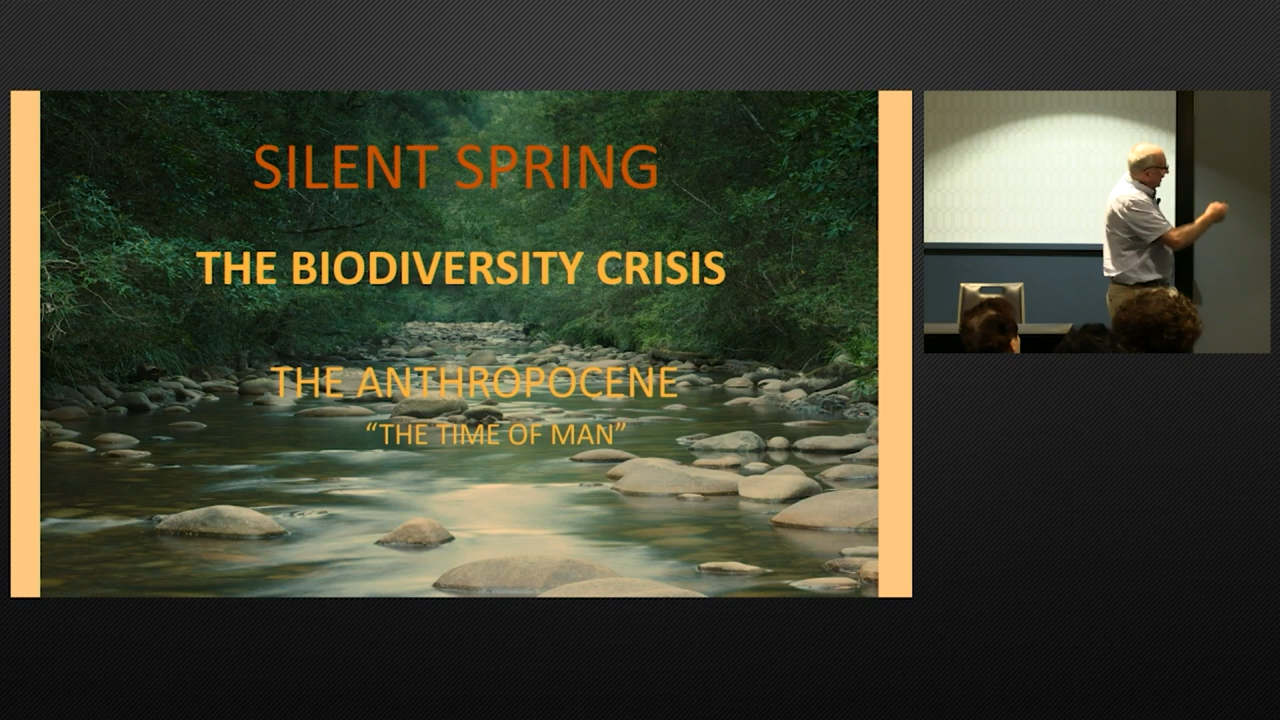 SILENT SPRING
THE BIODIVERSITY CRISIS
THE ANTHROPOCENE
“THE TIME OF MAN”